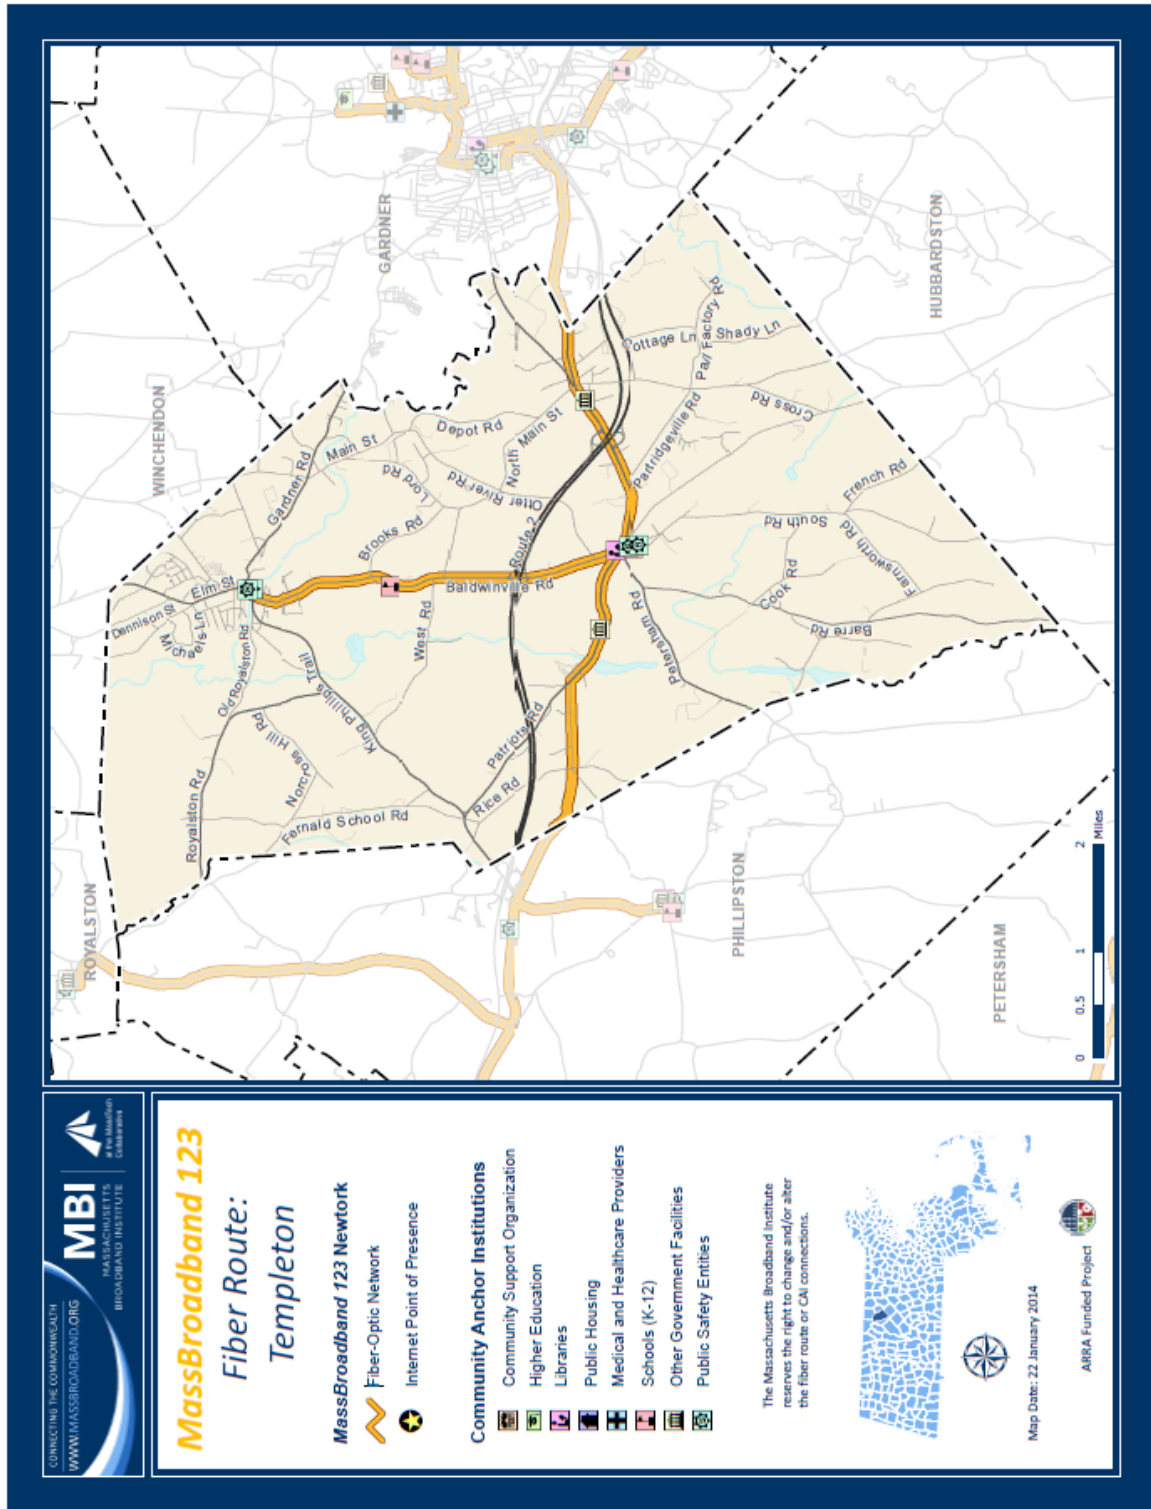 CONNECTING THE COMMONWEALTH
WWW.MASSBROADBAND.ORG
MBI
MASSACHUSETTS
BROADBAND INSTITUTE
at the MassTech
Collaborative
MassBroadband 123
Fiber Route:
Templeton
MassBroadband 123 Newtork
Fiber-Optic Network
Internet Point of Presence
Community Anchor Institutions
Community Support Organization
Higher Education
Libraries
Public Housing
Medical and Healthcare Providers
Schools (K-12)
Other Government Facilities
Public Safety Entities
The Massachusetts Broadband Institute
reserves the right to change and/or alter
the fiber route or CAI connections.
Map Date: 22 January 2014
ARRA Funded Project
ROYALSTON
WINCHENDON
GARDNER
HUBBARDSTON
PHILLIPSTON
PETERSHAM
Royalston Rd
Old Royalston Rd
Norcross Hill Rd
Fernald School Rd
King Phillips Trail
Dennison St
Michaels Ln
Elm St
Gardner Rd
Main St
Depot Rd
Lord Rd
Brooks Rd
Otter River Rd
North Main St
West Rd
Baldwinville Rd
Route 2
Patriots Rd
Rice Rd
Petersham Rd
Partridgeville Rd
Cottage Ln
Shady Ln
Pail Factory Rd
Cross Rd
French Rd
South Rd
Farnsworth Rd
Cook Rd
Barre Rd
0
0.5
1
2
Miles